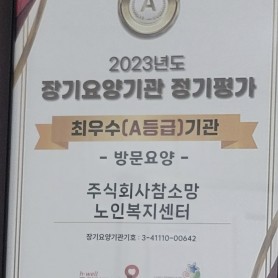 A
2023년도
장기요양기관 정기평가
최우수(A등급)기관
- 방문요양 -
주식회사참소망
노인복지센터
장기요양기관기호 : 3-41110-00642
h-well